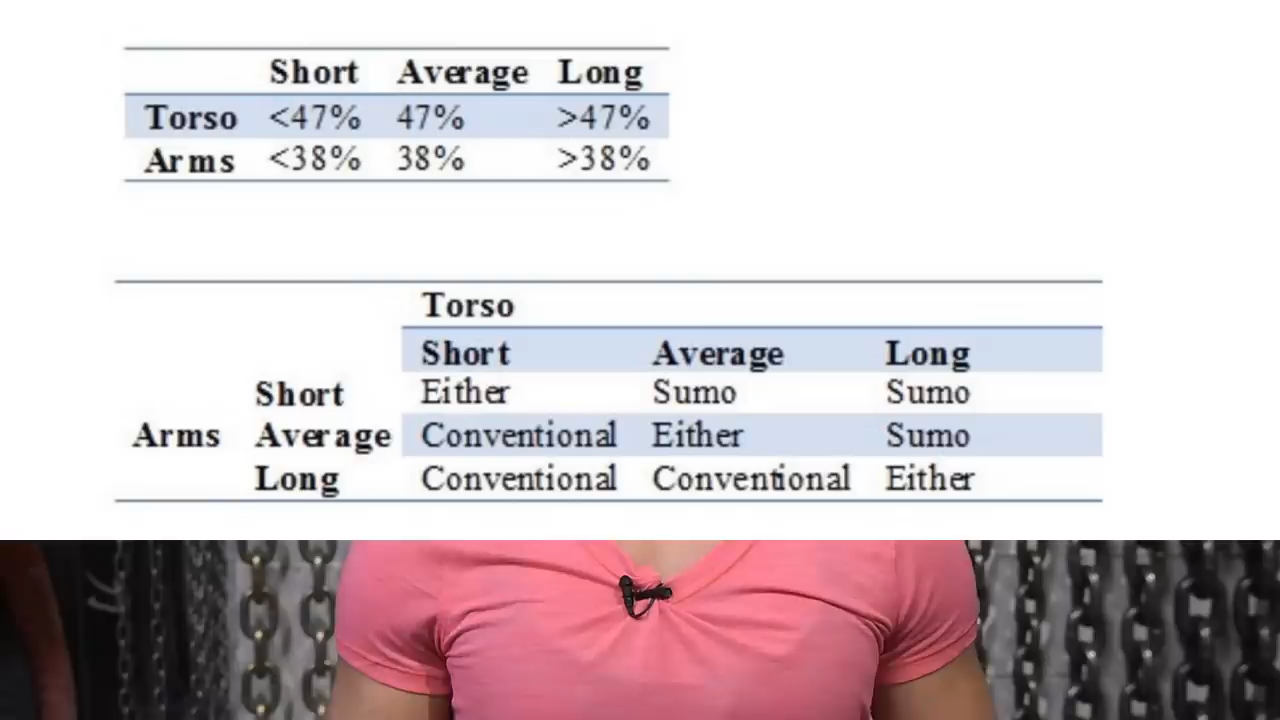 Short Average Long
Torso <47% 47% >47%
Arms <38% 38% >38%
Torso
Short Average Long
Short Either Sumo Sumo
Arms Average Conventional Either Sumo
Long Conventional Conventional Either